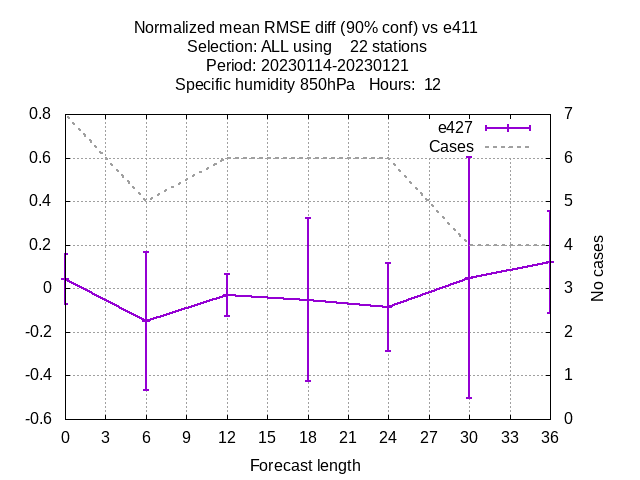 Normalized mean RMSE diff (90% conf) vs e411
Selection: ALL using 22 stations
Period: 20230114-20230121
Specific humidity 850hPa Hours: 12
e427
Cases
0.8
0.6
0.4
0.2
0
-0.2
-0.4
-0.6
7
6
5
4
3
2
1
0
No cases
0 3 6 9 12 15 18 21 24 27 30 33 36
Forecast length